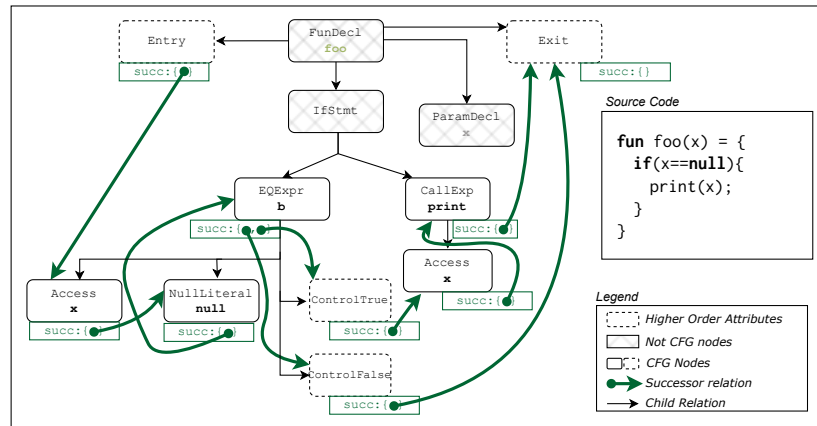 Entry
succ:{ }
FunDecl
foo
Exit
succ:{}
IfStmt
ParamDecl
x
Source Code
fun foo(x) = {
if(x==null){
print(x);
}
}
EQExpr
b
succ:{ , }
CallExp
print
succ:{ }
Access
x
succ:{ }
Access
x
succ:{ }
NullLiteral
null
succ:{ }
ControlTrue
succ:{ }
ControlFalse
succ:{ }
Legend
Higher Order Attributes
Not CFG nodes
CFG Nodes
Successor relation
Child Relation